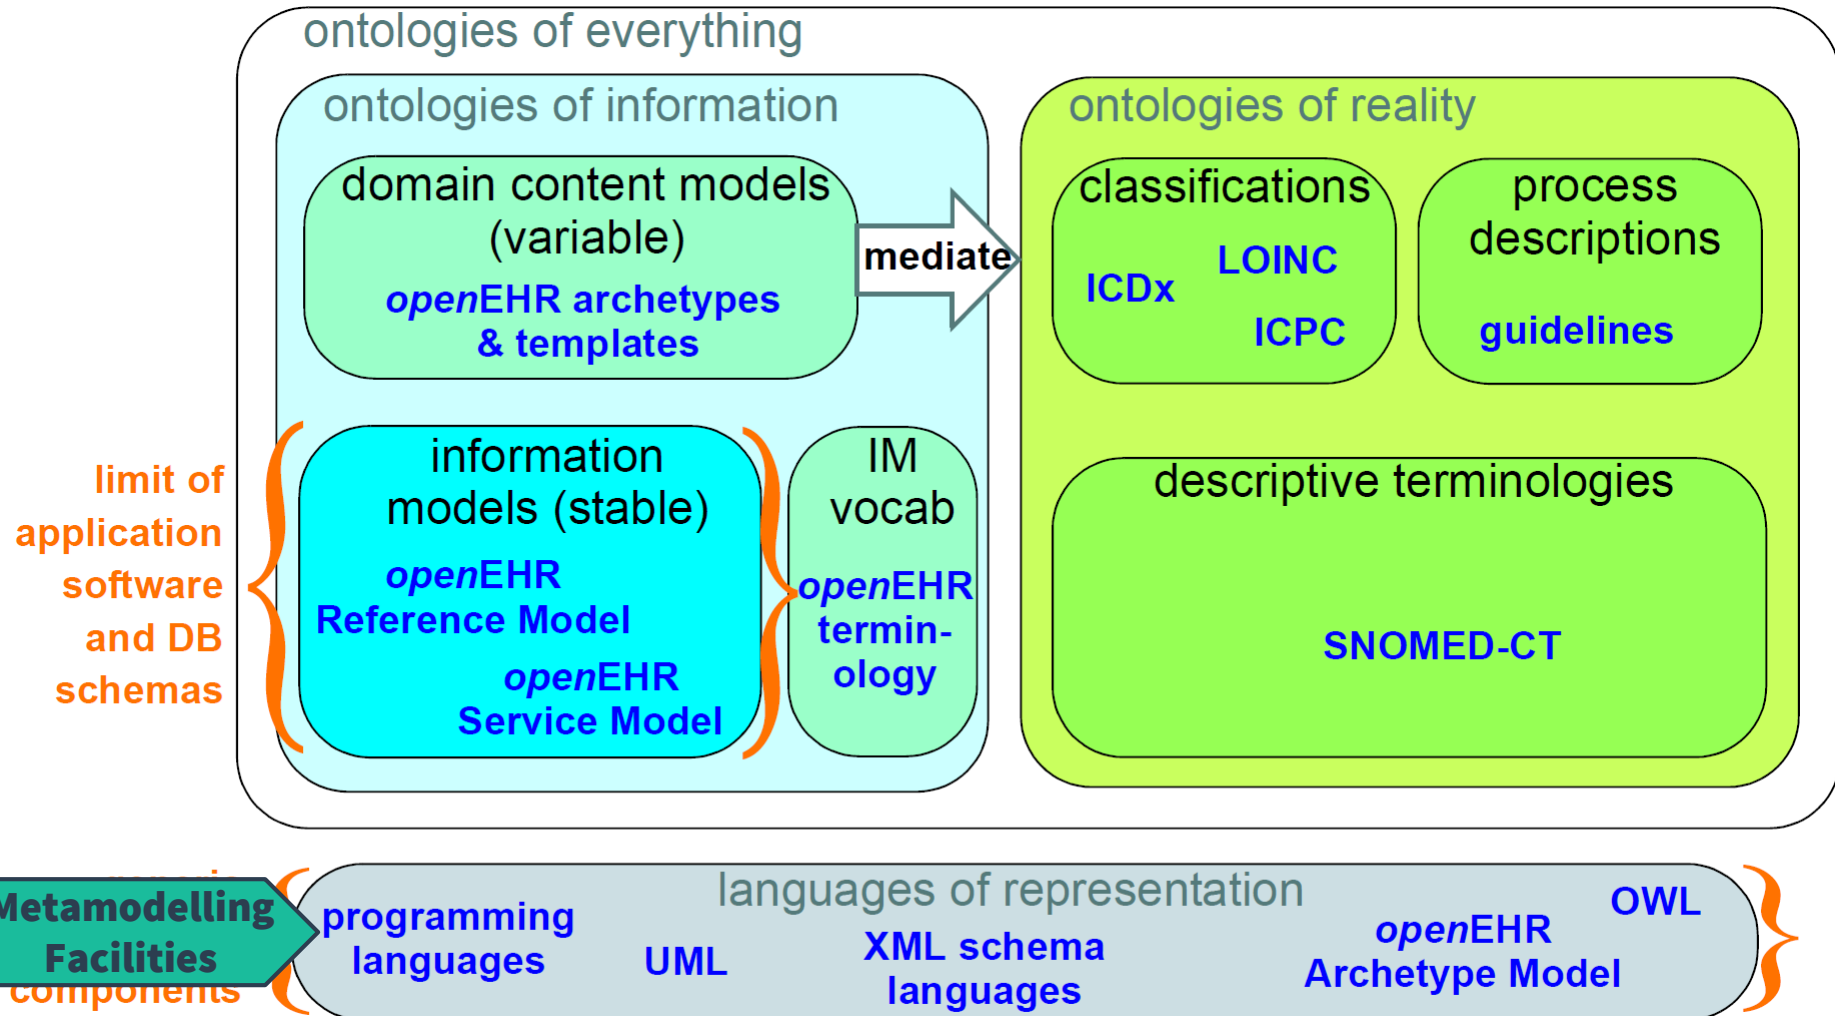 ontologies of everything
ontologies of information
domain content models
(variable)
openEHR archetypes
& templates
mediate
ontologies of reality
classifications
ICDx
LOINC
ICPC
process
descriptions
guidelines
limit of
application
software
and DB
schemas
information
models (stable)
openEHR
Reference Model
openEHR
Service Model
IM
vocab
openEHR
termin-
ology
descriptive terminologies
SNOMED-CT
Metamodelling
Facilities
components
languages of representation
programming
languages
UML
XML schema
languages
openEHR
Archetype Model
OWL